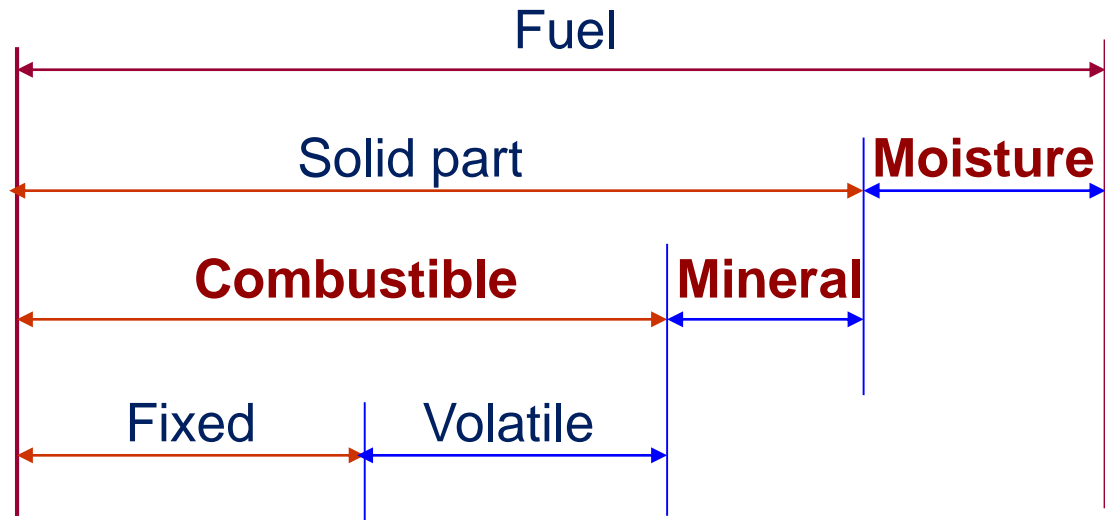 Fuel
Solid part Moisture
Combustible Mineral
Fixed Volatile